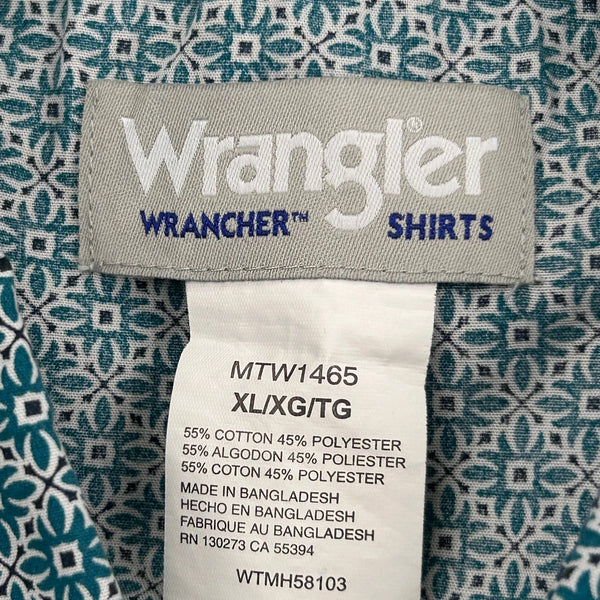 Wrangler®
WRANCHER™ SHIRTS
MTW1465
XL/XG/TG
55% COTTON 45% POLYESTER
55% ALGODON 45% POLIESTER
55% COTON 45% POLYESTER
MADE IN BANGLADESH
HECHO EN BANGLADESH
FABRIQUE AU BANGLADESH
RN 130273 CA 55394
WTMH58103